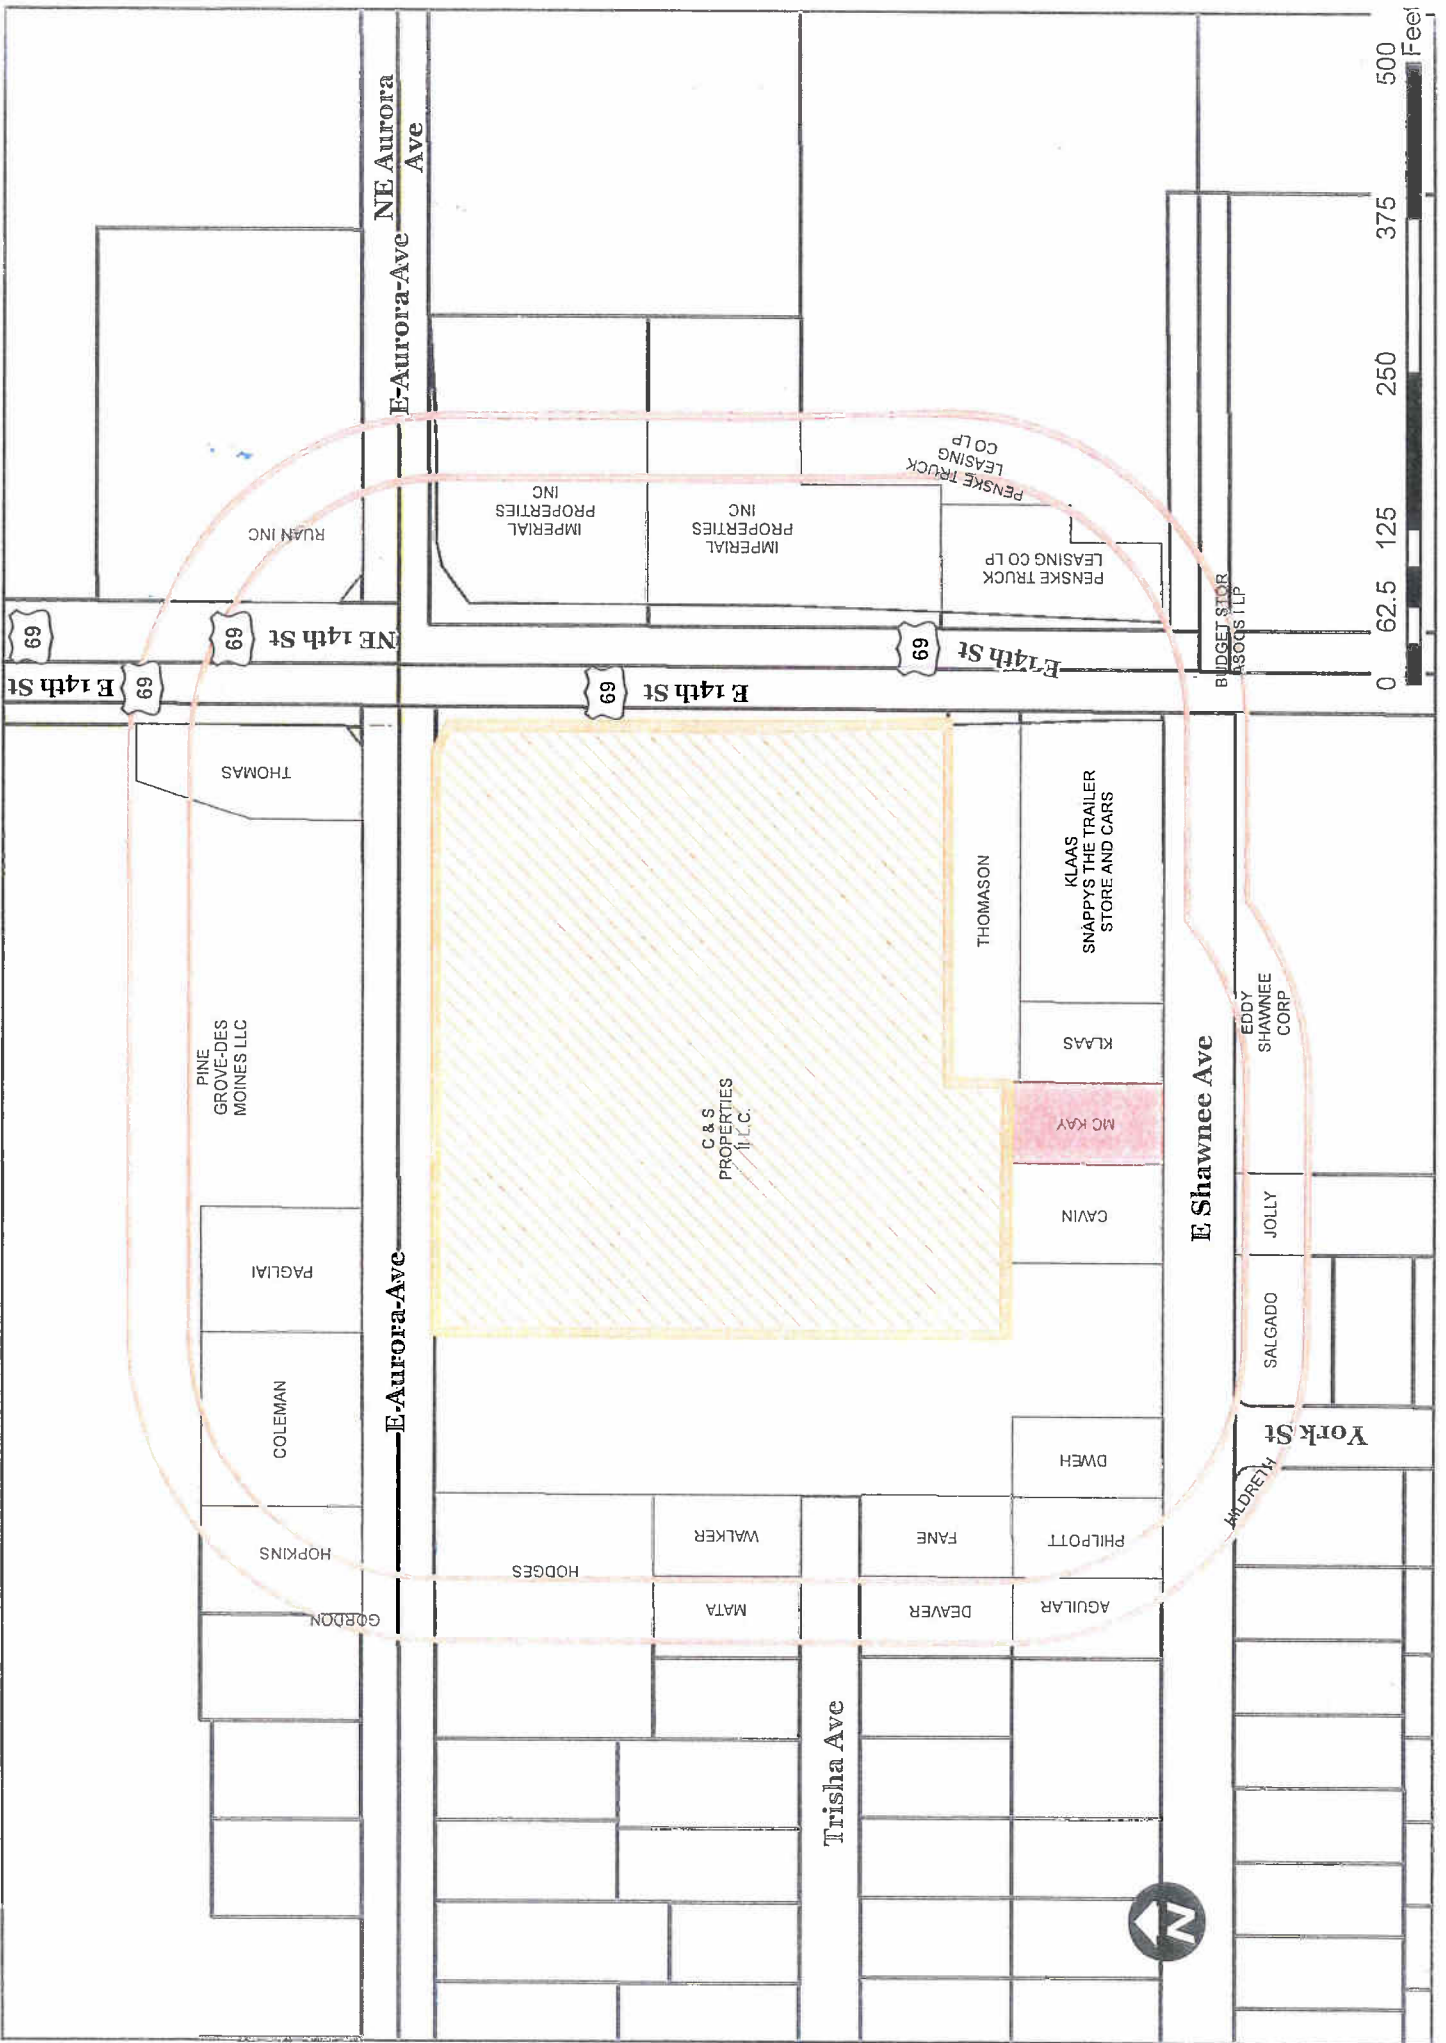 NE Aurora
Ave
E-Aurora-Ave
500
Feet
375
250
125
62.5
0
RUAN INC
IMPERIAL
PROPERTIES
INC
IMPERIAL
PROPERTIES
INC
PENSKE TRUCK
LEASING
CO LP
PENSKE TRUCK
LEASING CO LP
BUDGET STOR
ASOCS I LP
69
69
NE 14th St
69
E 14th St
E 14th St
69
69
E 14th St
THOMAS
PINE
GROVE-DES
MOINES LLC
PAGLIAI
COLEMAN
HOPKINS
GORDON
E-Aurora-Ave
C & S
PROPERTIES
THOMASON
KLAAS
SNAPPYS THE TRAILER
STORE AND CARS
KLAAS
MC KAY
CAVIN
E Shawnee Ave
EDDY
SHAWNEE
CORP
JOLLY
SALGADO
York St
HILDRETH
DWEH
PHILPOTT
AGUILAR
FANE
DEAVER
WALKER
MATA
HODGES
Trisha Ave
N